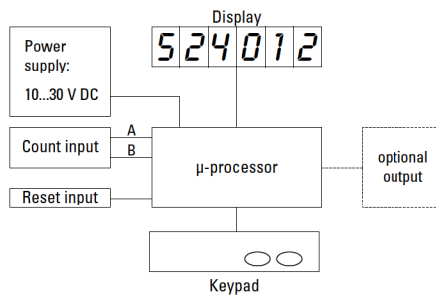 Display
524012
Power
supply:
10...30 V DC
A
Count input
B
µ-processor
optional
output
Reset input
Keypad